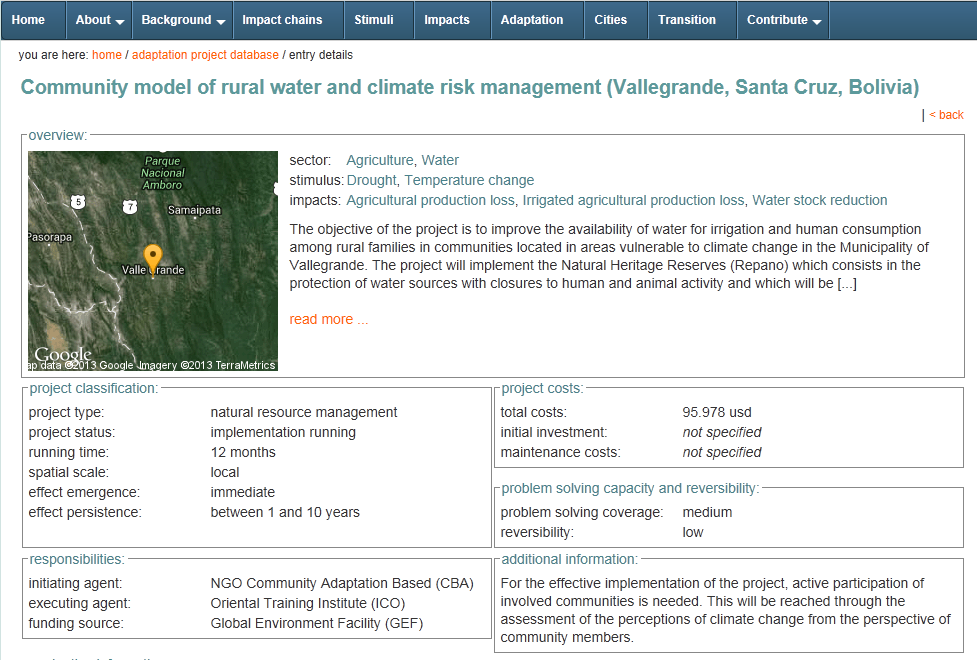 Home About Background Impact chains Stimuli Impacts Adaptation Cities Transition Contribute
you are here: home / adaptation project database / entry details
Community model of rural water and climate risk management (Vallegrande, Santa Cruz, Bolivia)
| < back
overview:
Parque
National
Amboro
5
7
Samaipata
Pasorapa
Valle Grande
Google
ap data ©2013 Google Imagery ©2013 TerraMetrics
sector: Agriculture, Water
stimulus: Drought, Temperature change
impacts: Agricultural production loss, Irrigated agricultural production loss, Water stock reduction
The objective of the project is to improve the availability of water for irrigation and human consumption
among rural families in communities located in areas vulnerable to climate change in the Municipality of
Vallegrande. The project will implement the Natural Heritage Reserves (Repano) which consists in the
protection of water sources with closures to human and animal activity and which will be [...]
read more ...
project classification:
project type: natural resource management
project status: implementation running
running time: 12 months
spatial scale: local
effect emergence: immediate
effect persistence: between 1 and 10 years
project costs:
total costs: 95.978 usd
initial investment: not specified
maintenance costs: not specified
problem solving capacity and reversibility:
problem solving coverage: medium
reversibility: low
responsibilities:
initiating agent: NGO Community Adaptation Based (CBA)
executing agent: Oriental Training Institute (ICO)
funding source: Global Environment Facility (GEF)
additional information:
For the effective implementation of the project, active participation of
involved communities is needed. This will be reached through the
assessment of the perceptions of climate change from the perspective of
community members.